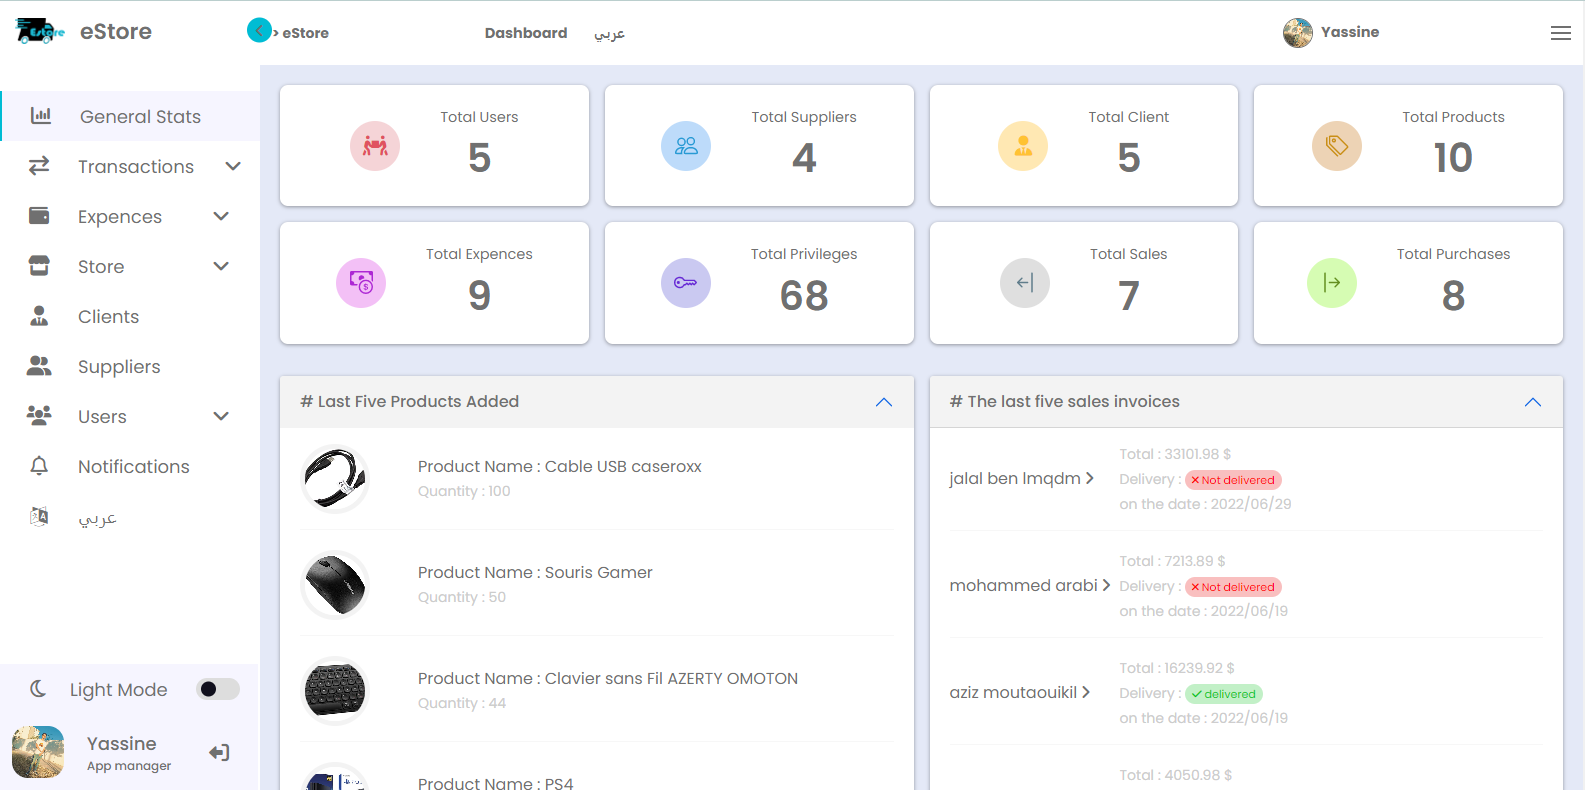 Estore
eStore
> eStore
Dashboard
عربي
Yassine
General Stats
Transactions
Expences
Store
Clients
Suppliers
Users
Notifications
عربي
Light Mode
Yassine
App manager
Total Users
5
Total Suppliers
4
Total Client
5
Total Products
10
Total Expences
9
Total Privileges
68
Total Sales
7
Total Purchases
8
# Last Five Products Added
Product Name : Cable USB caseroxx
Quantity : 100
Product Name : Souris Gamer
Quantity : 50
Product Name : Clavier sans Fil AZERTY OMOTON
Quantity : 44
Product Name : PS4
# The last five sales invoices
jalal ben lmqdm
Total : 33101.98 $
Delivery : Not delivered
on the date : 2022/06/29
mohammed arabi
Total : 7213.89 $
Delivery : Not delivered
on the date : 2022/06/19
aziz moutaouikil
Total : 16239.92 $
Delivery : delivered
on the date : 2022/06/19
Total : 4050.98 $